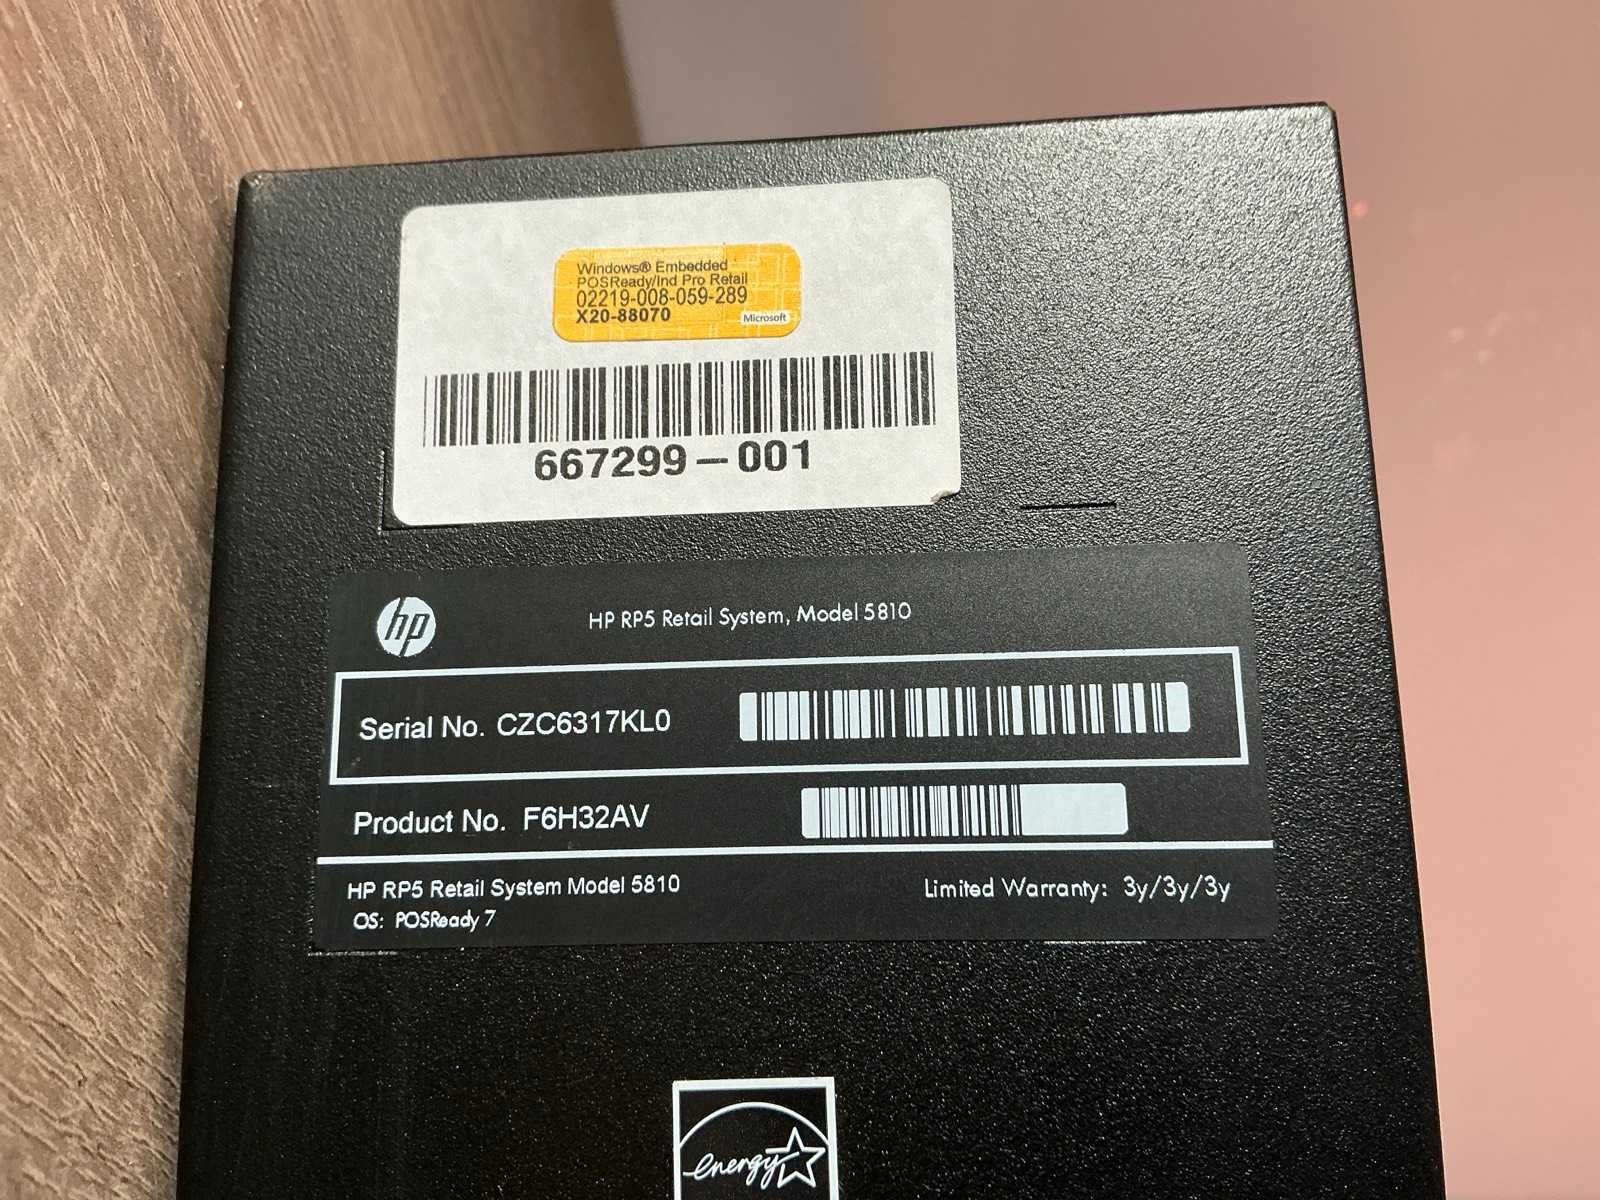 Windows® Embedded
POSReady/Ind Pro Retail
02219-008-059-289
X20-88070
Microsoft
667299-001
hp
HP RP5 Retail System, Model 5810
Serial No. CZC6317KL0
Product No. F6H32AV
HP RP5 Retail System Model 5810
OS: POSReady 7
Limited Warranty: 3y/3y/3y
energy